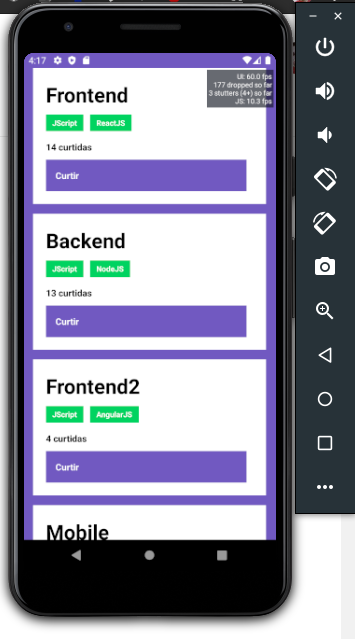 4:17
UI: 60.0 fps
177 dropped so far
3 stutters (4+) so far
JS: 10.3 fps
Frontend
JScript ReactJS
14 curtidas
Curtir
Backend
JScript NodeJS
13 curtidas
Curtir
Frontend2
JScript AngularJS
4 curtidas
Curtir
Mobile